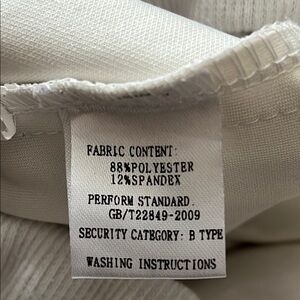 FABRIC CONTENT:
88%POLYESTER
12%SPANDEX
PERFORM STANDARD.
GB/T22849-2009
SECURITY CATEGORY: B TYPE
WASHING INSTRUCTIONS